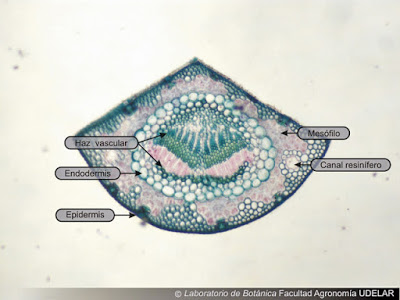 Haz vascular
Mesófilo
Endodermis
Canal resinífero
Epidermis
© Laboratorio de Botánica Facultad Agronomía UDELAR